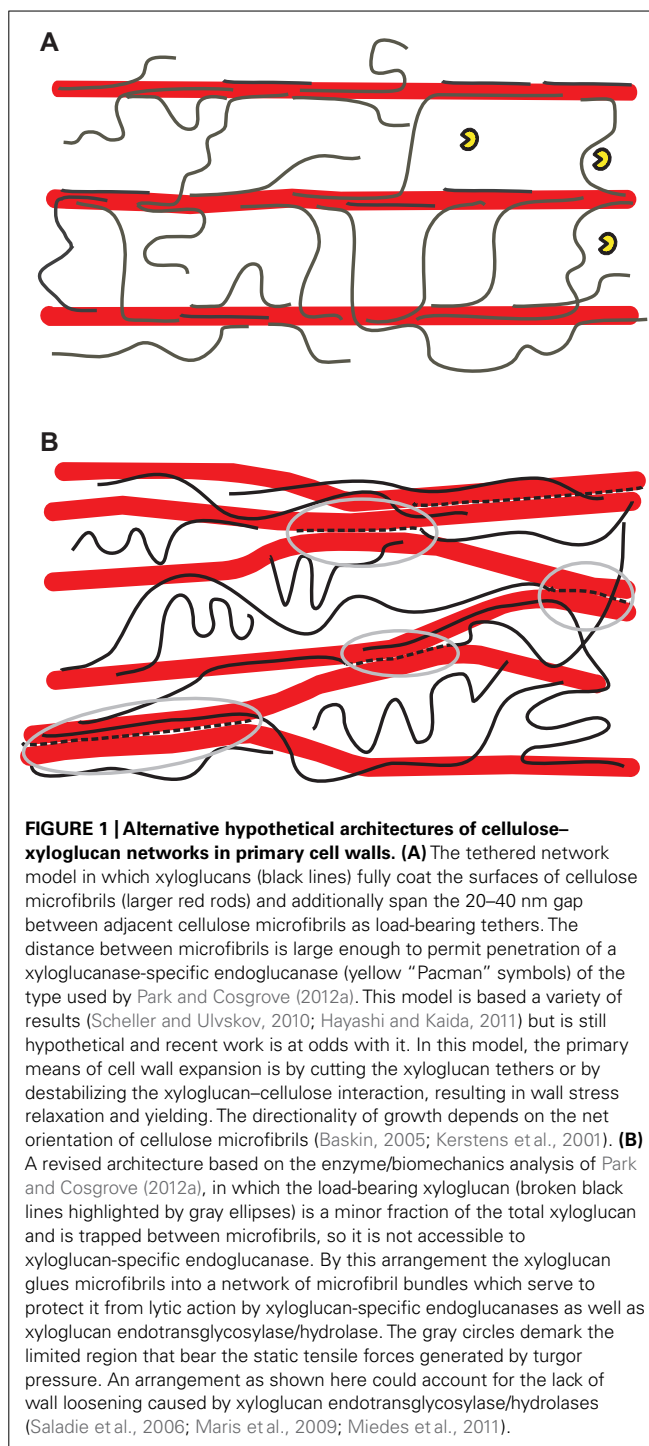 A
B
FIGURE 1 | Alternative hypothetical architectures of cellulose–
xyloglucan networks in primary cell walls. (A) The tethered network
model in which xyloglucans (black lines) fully coat the surfaces of cellulose
microfibrils (larger red rods) and additionally span the 20–40 nm gap
between adjacent cellulose microfibrils as load-bearing tethers. The
distance between microfibrils is large enough to permit penetration of a
xyloglucanase-specific endoglucanase (yellow “Pacman” symbols) of the
type used by Park and Cosgrove (2012a). This model is based a variety of
results (Scheller and Ulvskov, 2010; Hayashi and Kaida, 2011) but is still
hypothetical and recent work is at odds with it. In this model, the primary
means of cell wall expansion is by cutting the xyloglucan tethers or by
destabilizing the xyloglucan–cellulose interaction, resulting in wall stress
relaxation and yielding. The directionality of growth depends on the net
orientation of cellulose microfibrils (Baskin, 2005; Kerstens et al., 2001). (B)
A revised architecture based on the enzyme/biomechanics analysis of Park
and Cosgrove (2012a), in which the load-bearing xyloglucan (broken black
lines highlighted by gray ellipses) is a minor fraction of the total xyloglucan
and is trapped between microfibrils, so it is not accessible to
xyloglucan-specific endoglucanase. By this arrangement the xyloglucan
glues microfibrils into a network of microfibril bundles which serve to
protect it from lytic action by xyloglucan-specific endoglucanases as well as
xyloglucan endotransglycosylase/hydrolase. The gray circles demark the
limited region that bear the static tensile forces generated by turgor
pressure. An arrangement as shown here could account for the lack of
wall loosening caused by xyloglucan endotransglycosylase/hydrolases
(Saladie et al., 2006; Maris et al., 2009; Miedes et al., 2011).